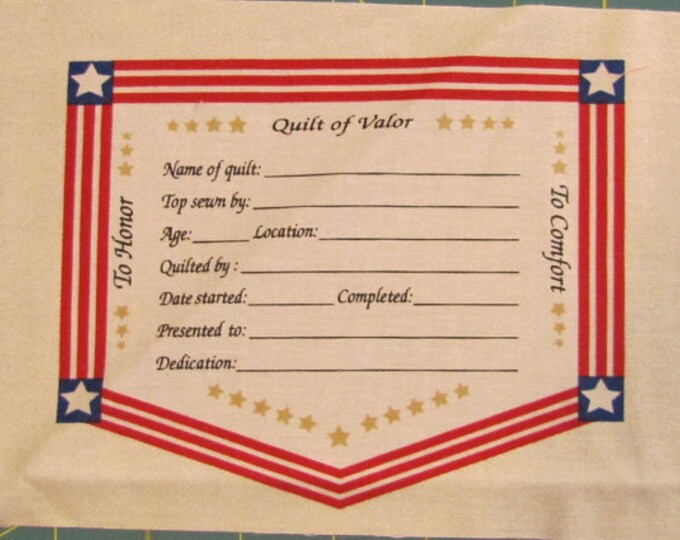 Quilt of Valor
To Honor
Name of quilt:
Top sewn by:
Age: Location:
Quilted by :
Date started: Completed:
Presented to:
Dedication:
To Comfort